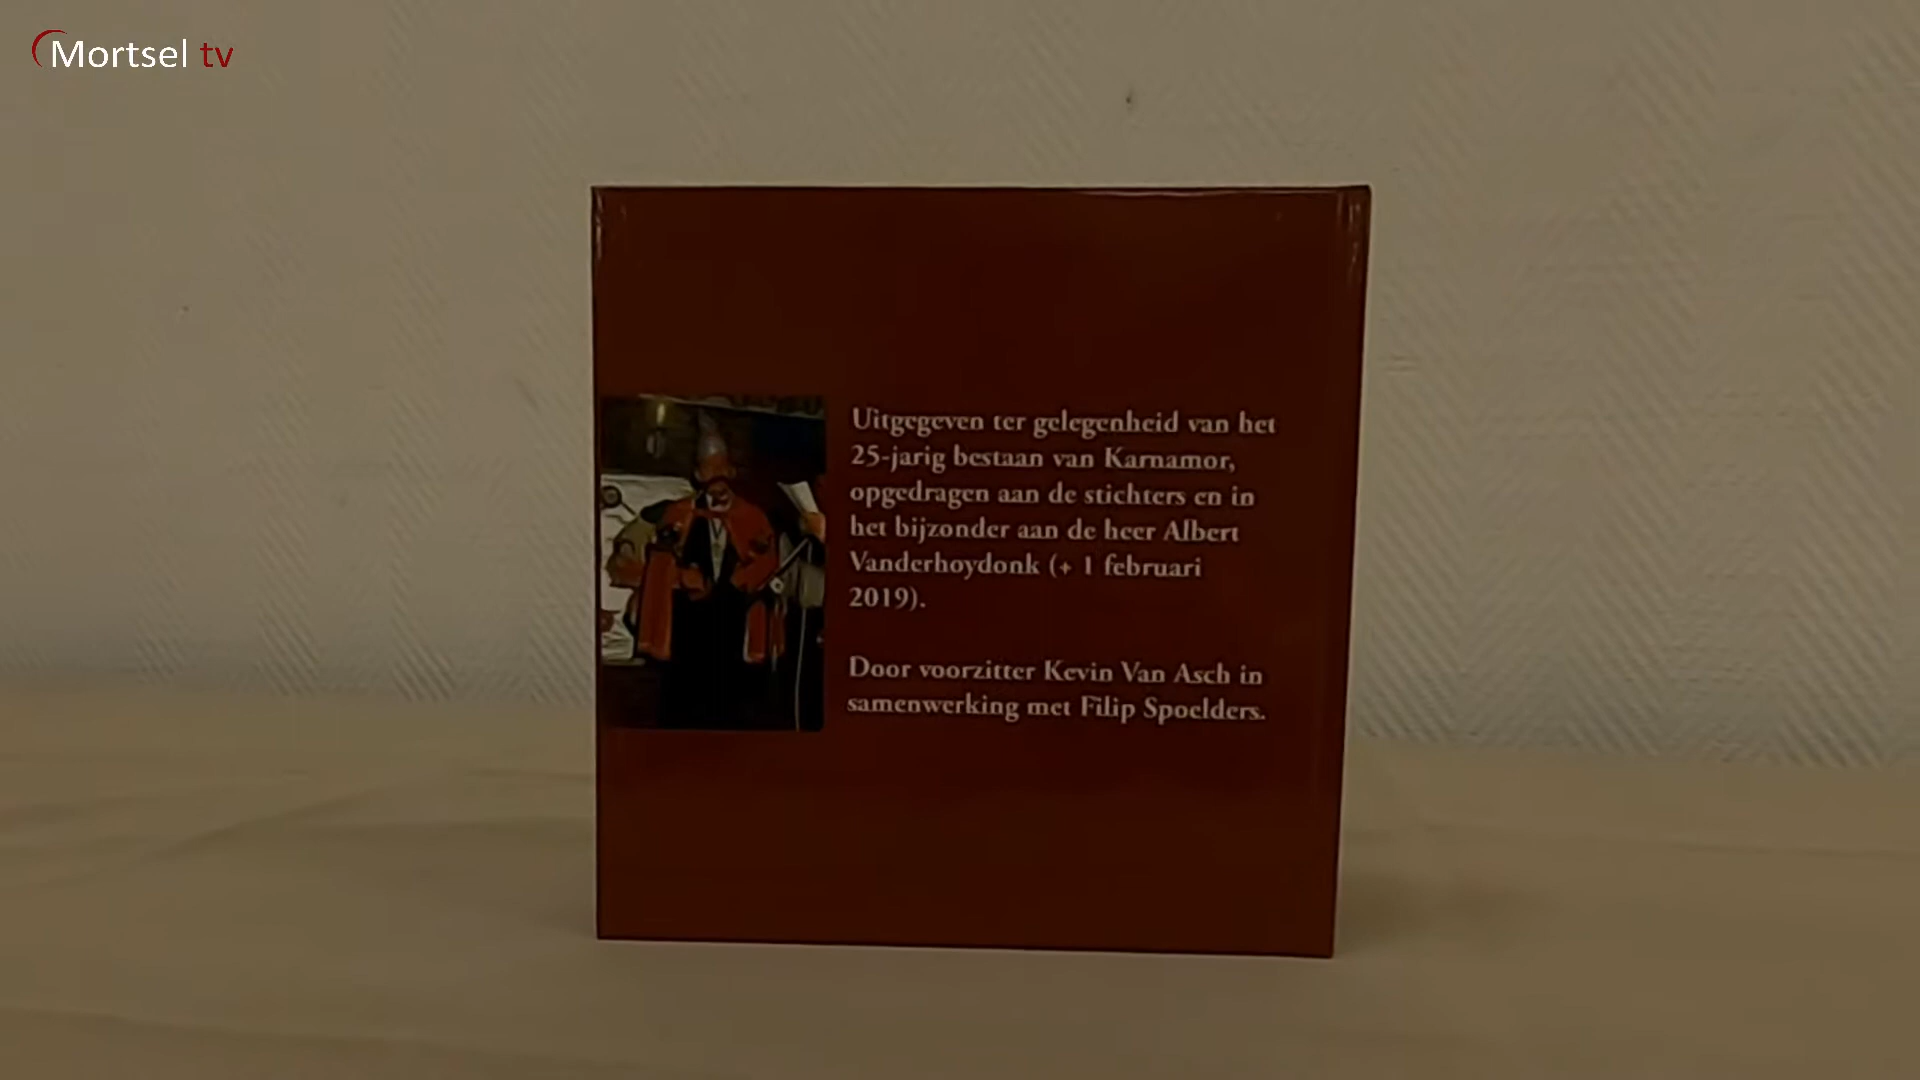 Mortsel tv
Uitgegeven ter gelegenheid van het
25-jarig bestaan van Karnamor,
opgedragen aan de stichters en in
het bijzonder aan de heer Albert
Vanderhoydonk (+ 1 februari
2019).
Door voorzitter Kevin Van Asch in
samenwerking met Filip Spoelders.